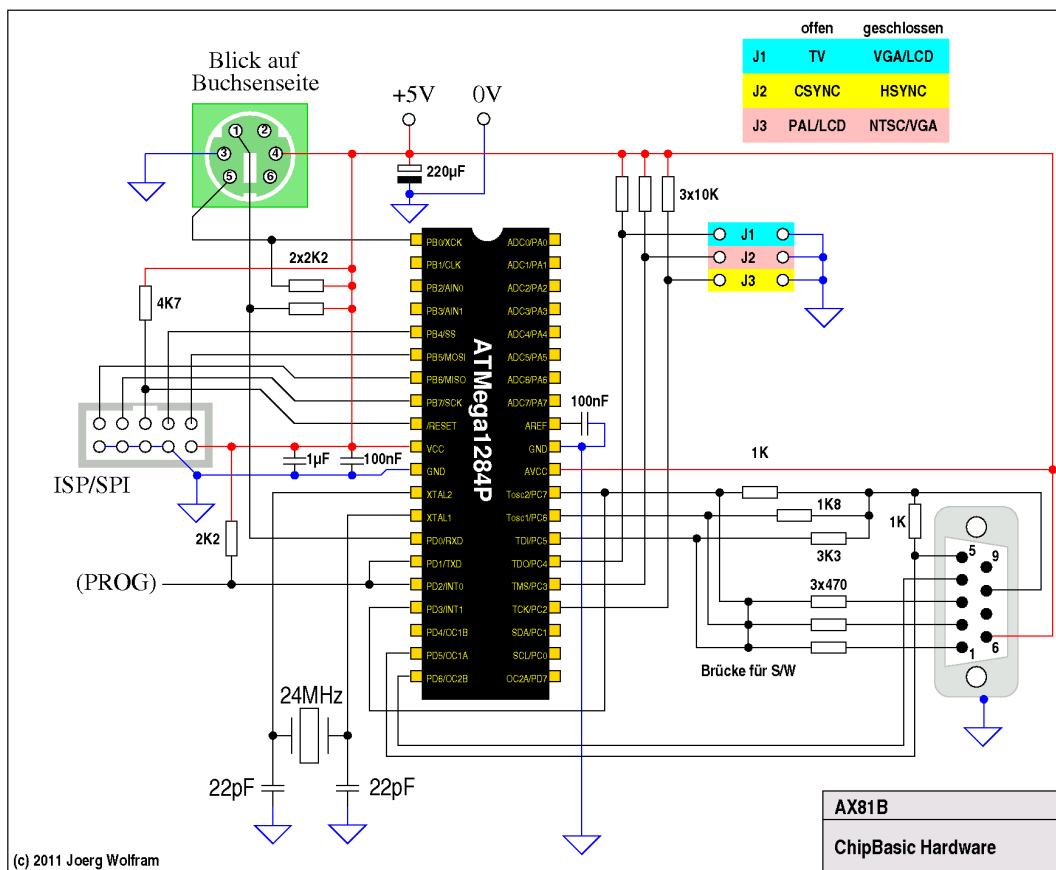 offen geschlossen
J1 TV VGA/LCD
J2 CSYNC HSYNC
J3 PAL/LCD NTSC/VGA
Blick auf
Buchsenseite
+5V 0V
1 2
3 4
5 6
220µF
3x10K
J1
J2
J3
2x2K2
4K7
ATMega1284P
PB0/XCK ADC0/PA0
PB1/CLK ADC1/PA1
PB2/AIN0 ADC2/PA2
PB3/AIN1 ADC3/PA3
PB4/SS ADC4/PA4
PB5/MOSI ADC5/PA5
PB6/MISO ADC6/PA6
PB7/SCK ADC7/PA7
/RESET AREF
VCC GND
GND AVCC
XTAL2 Tosc2/PC7
XTAL1 Tosc1/PC6
PD0/RXD TDI/PC5
PD1/TXD TDO/PC4
PD2/INT0 TMS/PC3
PD3/INT1 TCK/PC2
PD4/OC1B SDA/PC1
PD5/OC1A SCL/PC0
PD6/OC2B OC2A/PD7
100nF
1µF 100nF
ISP/SPI
2K2
(PROG)
1K
1K8
1K
3K3
3x470
5 9
1 6
Brücke für S/W
24MHz
22pF 22pF
AX81B
ChipBasic Hardware
(c) 2011 Joerg Wolfram